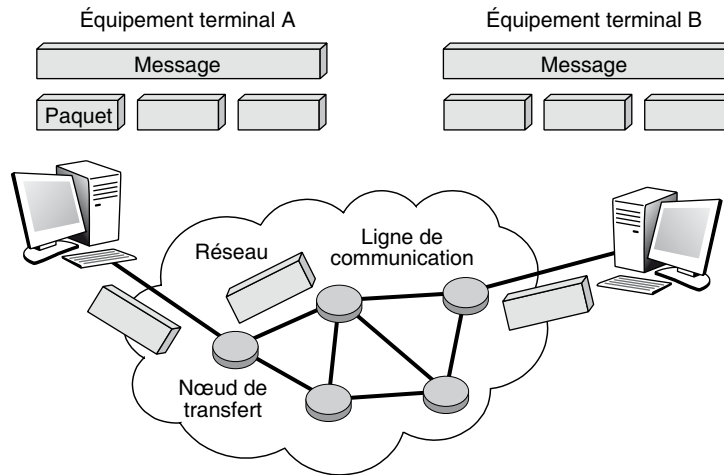 Équipement terminal A
Équipement terminal B
Message
Message
Paquet
Réseau
Ligne de
communication
Nœud de
transfert